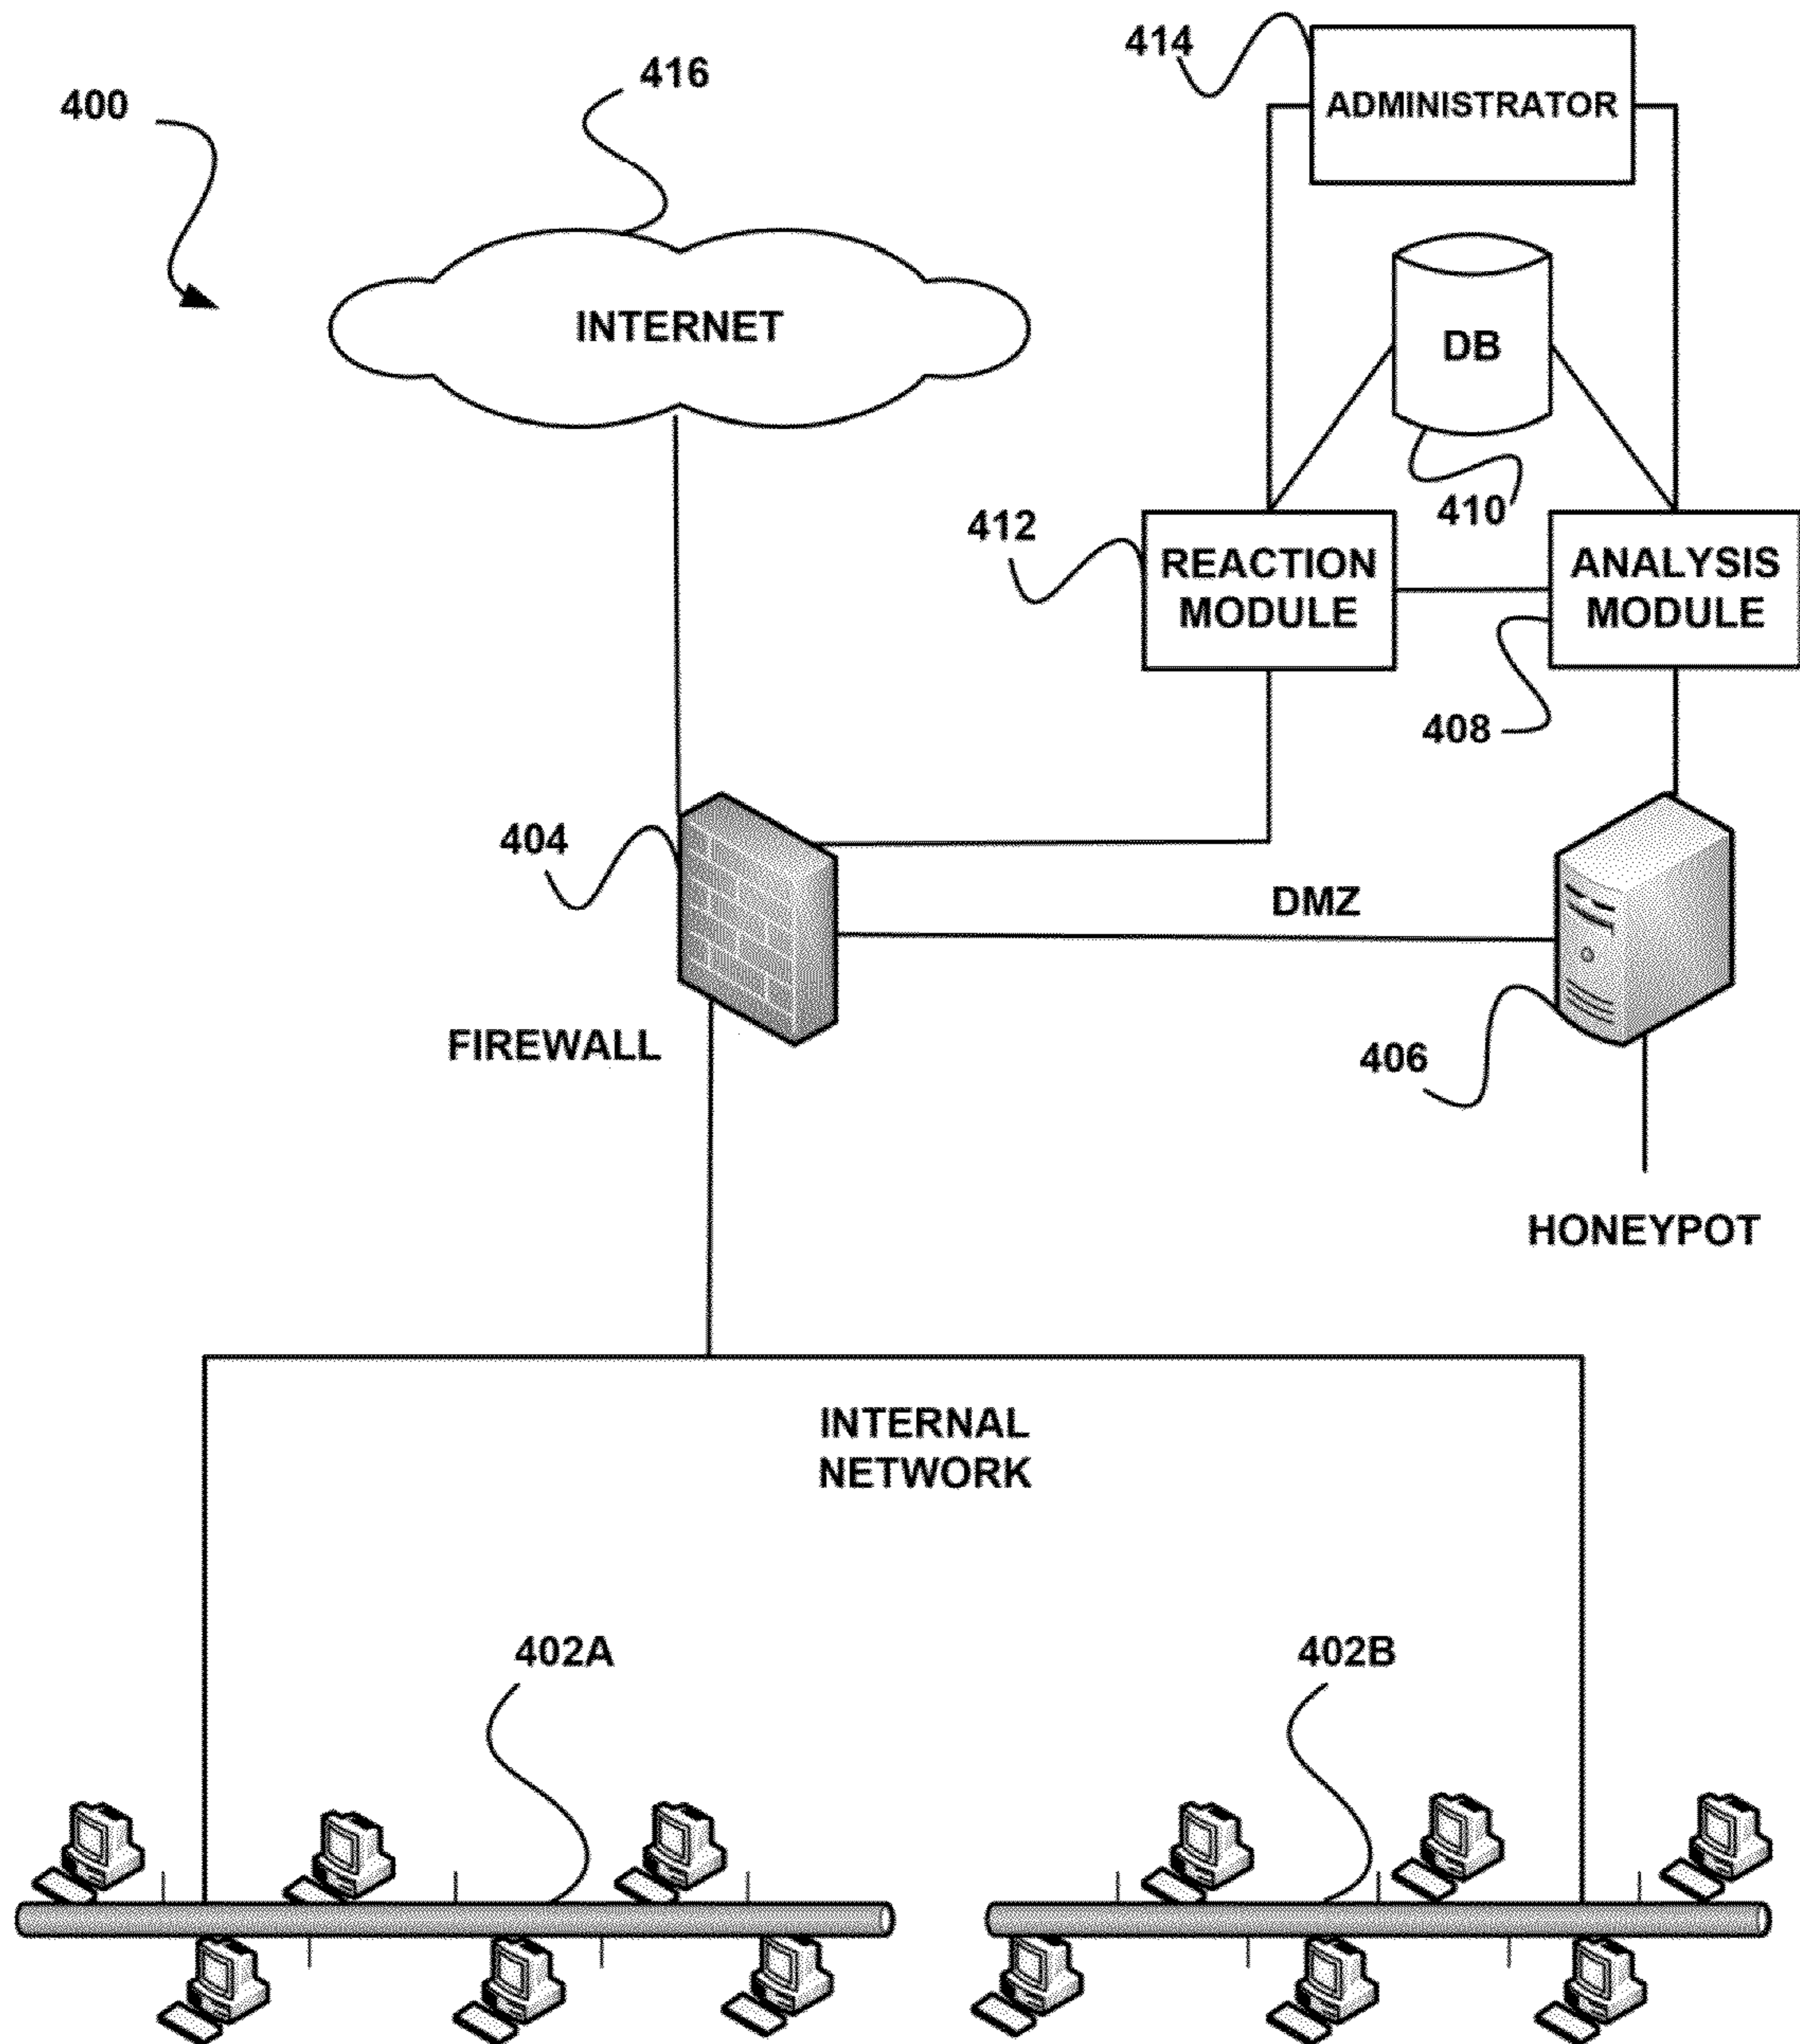 414
416
400
ADMINISTRATOR
INTERNET
DB
410
412
REACTION
MODULE
ANALYSIS
MODULE
408
404
DMZ
FIREWALL
406
HONEYPOT
INTERNAL
NETWORK
402A
402B